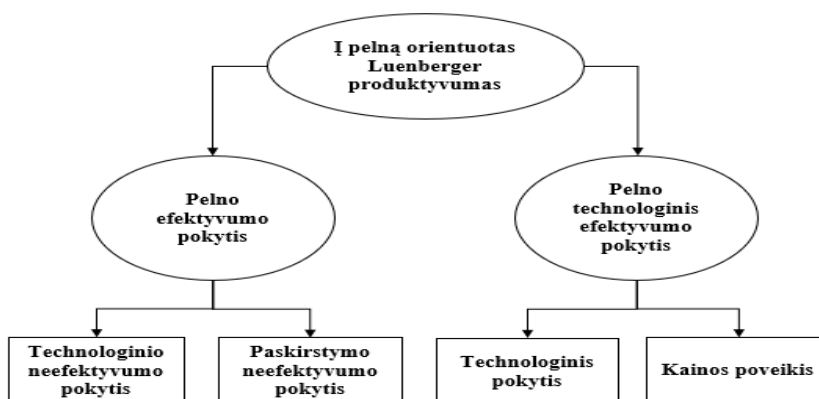 Į pelną orientuotas
Luenberger
produktyvumas
Pelno
efektyvumo
pokytis
Pelno
technologinis
efektyvumo
pokytis
Technologinio
neefektyvumo
pokytis
Paskirstymo
neefektyvumo
pokytis
Technologinis
pokytis
Kainos poveikis